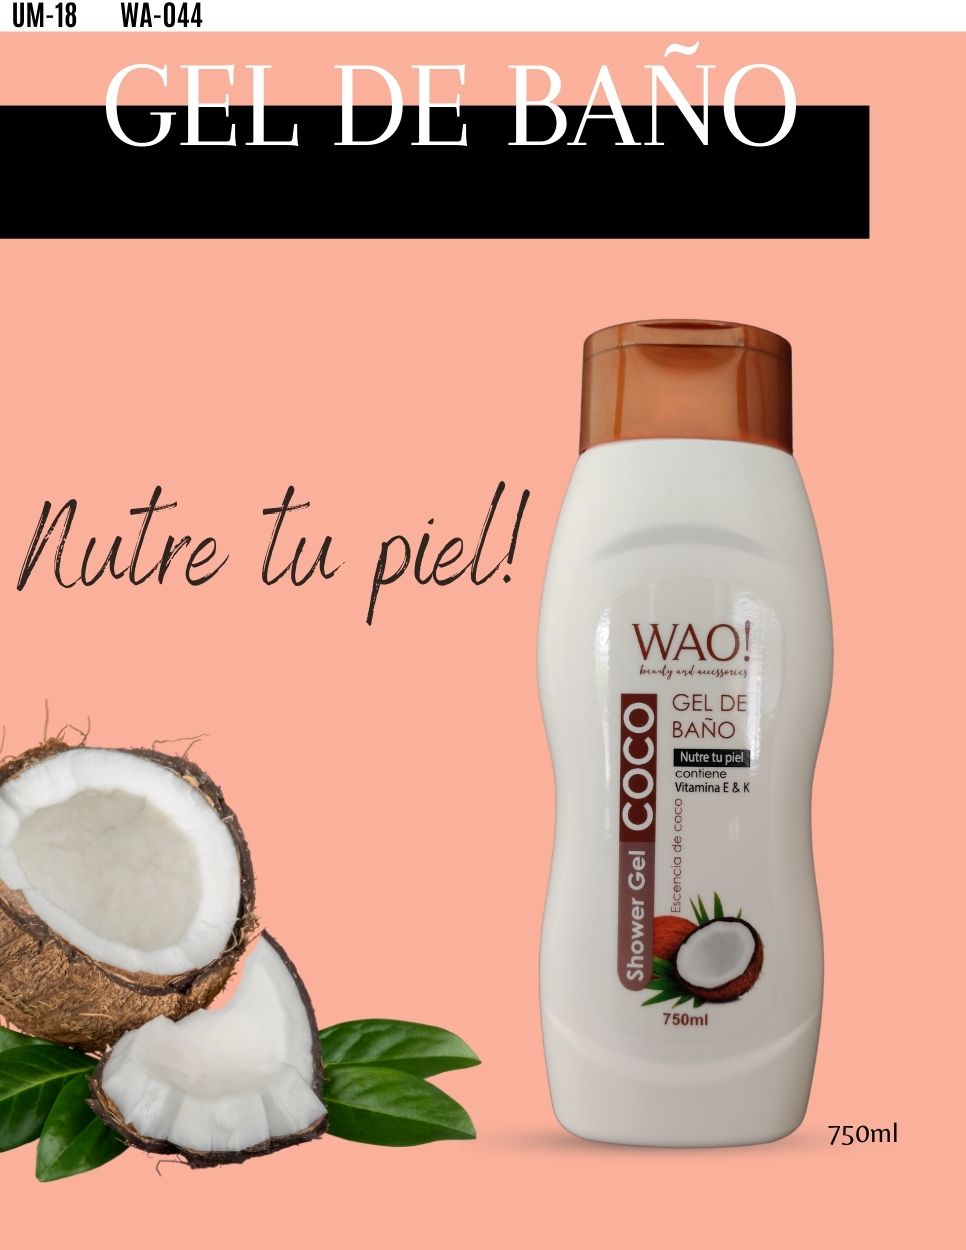 UM-18 WA-044
GEL DE BAÑO
Nutre tu piel!
WAO!
beauty and accessories
COCO
Shower Gel
GEL DE
BAÑO
Nutre tu piel
contiene
Vitamina E & K
Escencia de coco
750ml
750ml